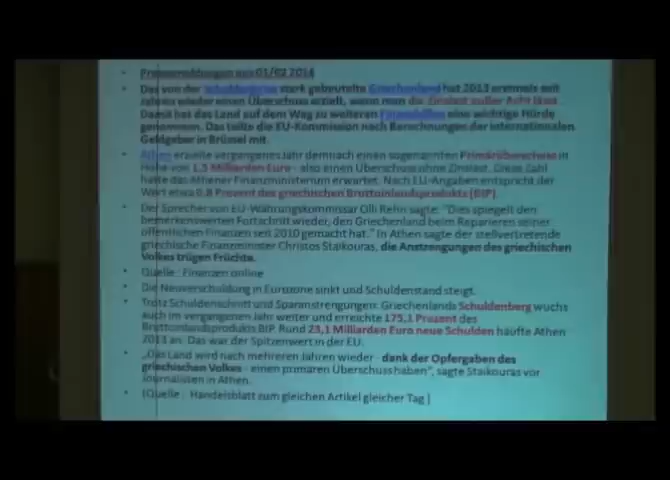 • Pressemeldungen aus 01/02 2014
• Das von der Schuldenkrise stark gebeutelte Griechenland hat 2013 erstmals seit
Jahren wieder einen Überschuss erzielt, wenn man die Zinslast außer Acht lässt.
Damit hat das Land auf dem Weg zu weiteren Finanzhilfen eine wichtige Hürde
genommen. Das teilte die EU-Kommission nach Berechnungen der internationalen
Geldgeber in Brüssel mit.
• Athen erzielte vergangenes Jahr demnach einen sogenannten Primärüberschuss in
Höhe von 1,5 Milliarden Euro - also einen Überschuss ohne Zinslast. Diese Zahl
hatte das Athener Finanzministerium erwartet. Nach EU-Angaben entspricht der
Wert etwa 0,8 Prozent des griechischen Bruttoinlandsprodukts (BIP).
• Der Sprecher von EU-Währungskommissar Olli Rehn sagte: "Dies spiegelt den
bemerkenswerten Fortschritt wieder, den Griechenland beim Reparieren seiner
öffentlichen Finanzen seit 2010 gemacht hat." In Athen sagte der stellvertretende
griechische Finanzminister Christos Staikouras, die Anstrengungen des griechischen
Volkes trügen Früchte.
• Quelle : Finanzen online
• Die Neuverschuldung in Eurozone sinkt und Schuldenstand steigt.
• Trotz Schuldenschnitt und Sparanstrengungen: Griechenlands Schuldenberg wuchs
auch im vergangenen Jahr weiter und erreichte 175,1 Prozent des
Bruttoinlandsprodukts BIP. Rund 23,1 Milliarden Euro neue Schulden häufte Athen
2013 an. Das war der Spitzenwert in der EU.
• „Das Land wird nach mehreren Jahren wieder - dank der Opfergaben des
griechischen Volkes - einen primären Überschuss haben", sagte Staikouras vor
Journalisten in Athen.
• (Quelle : Handelsblatt zum gleichen Artikel gleicher Tag )